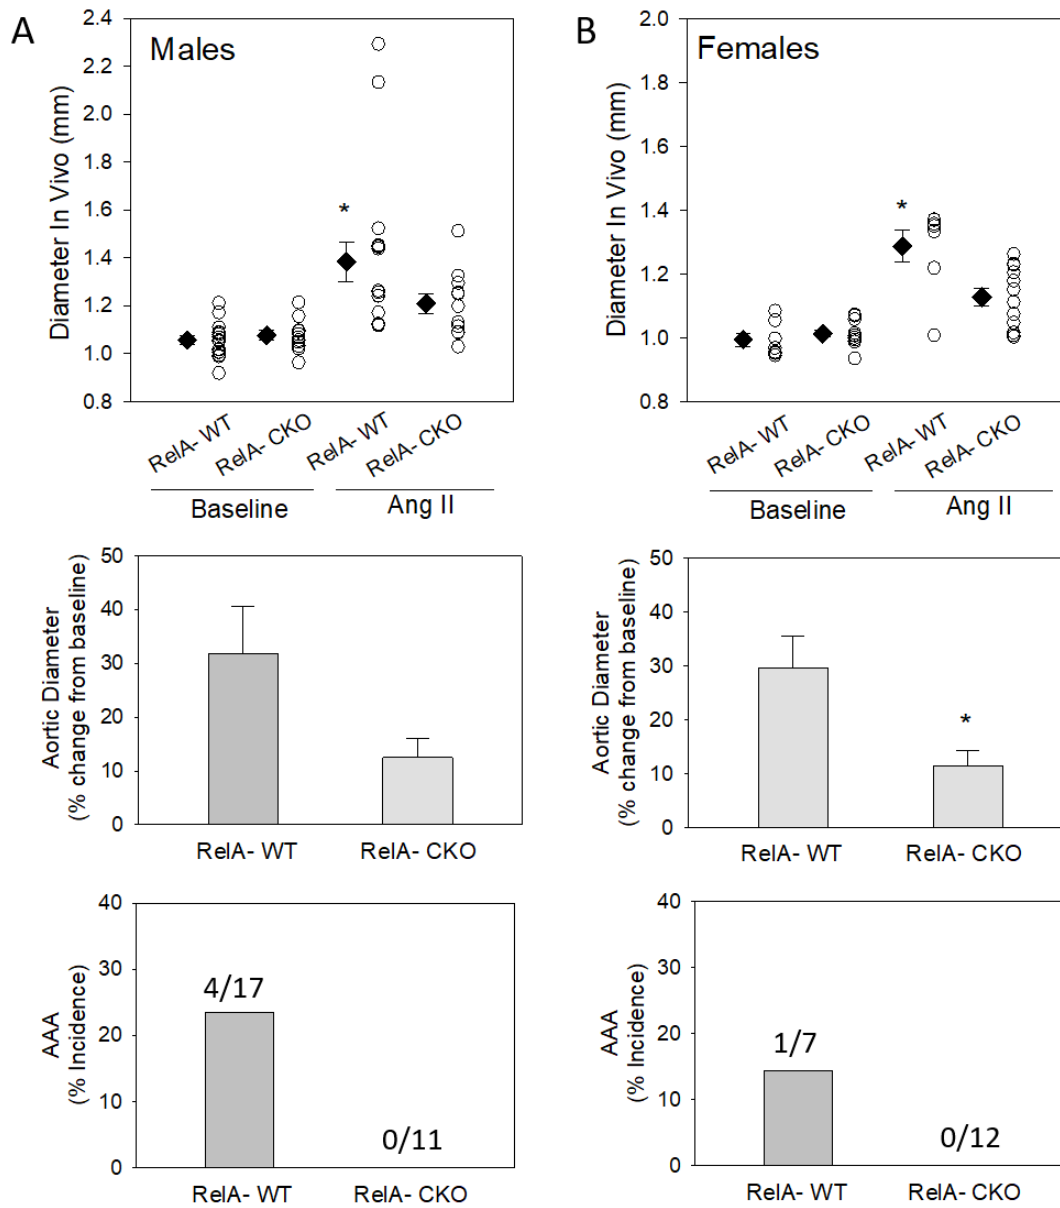 A
Males
Diameter In Vivo (mm)
2.4
2.2
2.0
1.8
1.6
1.4
1.2
1.0
0.8
*
RelA- WT
RelA- CKO
RelA- WT
RelA- CKO
Baseline
Ang II
B
Females
Diameter In Vivo (mm)
2.0
1.8
1.6
1.4
1.2
1.0
0.8
*
RelA- WT
RelA- CKO
RelA- WT
RelA- CKO
Baseline
Ang II
Aortic Diameter
(% change from baseline)
50
40
30
20
10
0
RelA- WT
RelA- CKO
Aortic Diameter
(% change from baseline)
50
40
30
20
10
0
*
RelA- WT
RelA- CKO
AAA
(% Incidence)
40
30
20
10
0
4/17
0/11
RelA- WT
RelA- CKO
AAA
(% Incidence)
40
30
20
10
0
1/7
0/12
RelA- WT
RelA- CKO